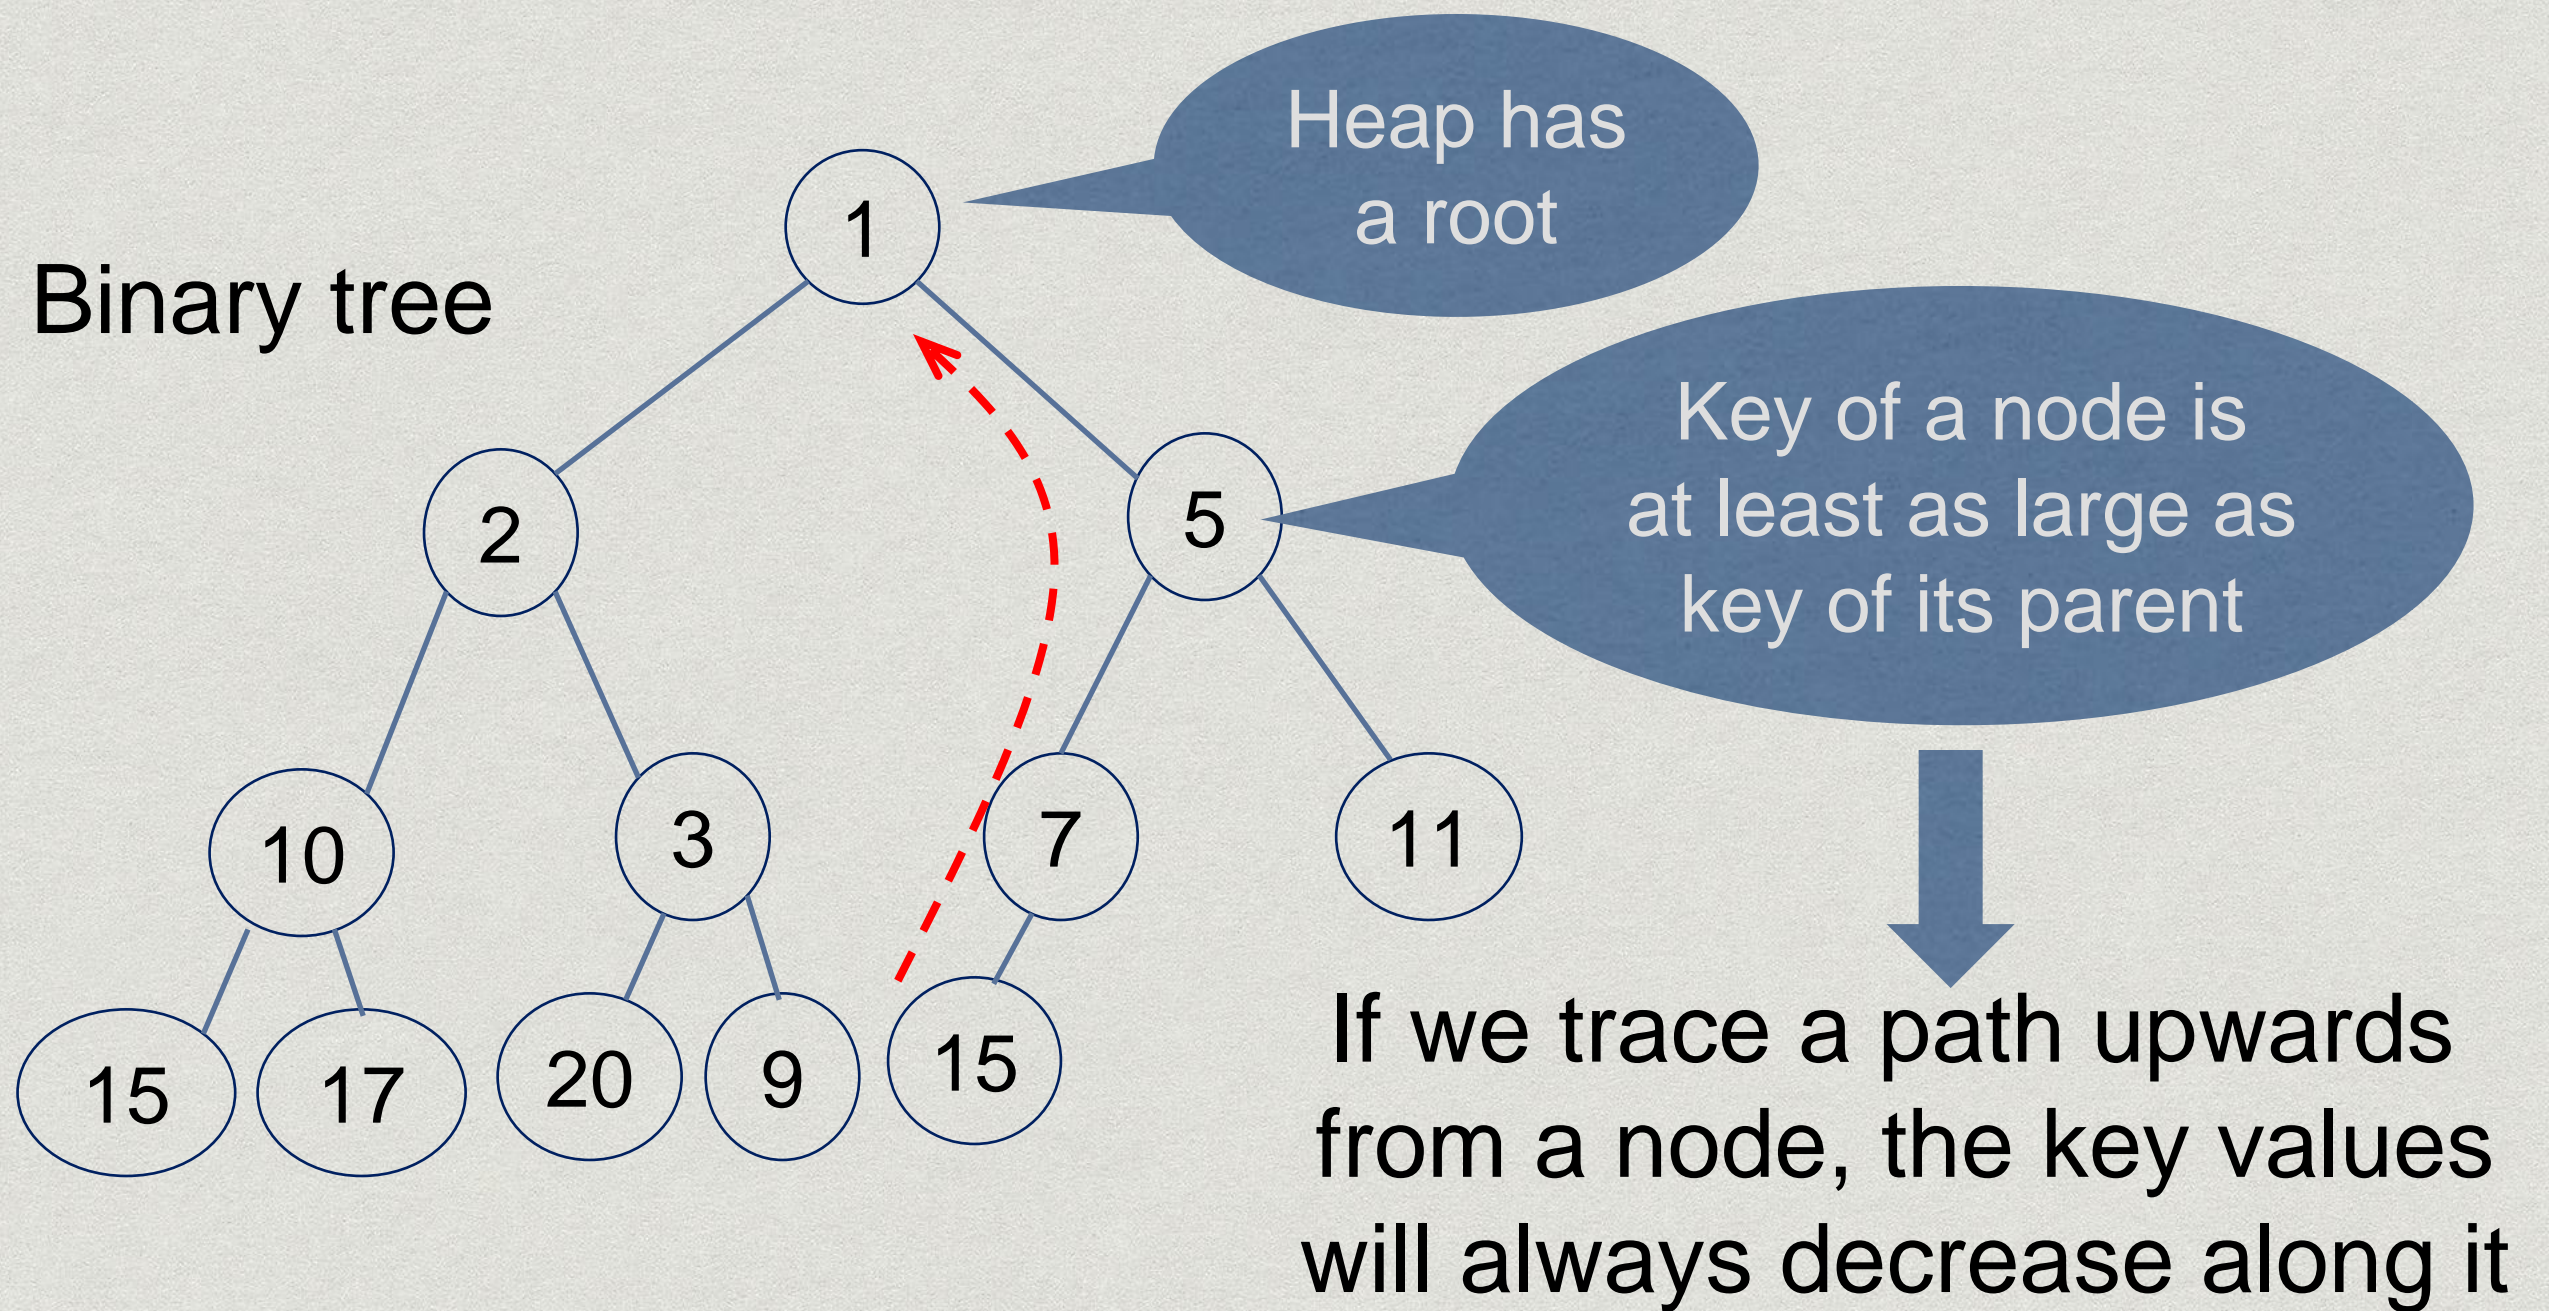 Heap has
a root
1
Binary tree
Key of a node is
at least as large as
key of its parent
2
5
10
3
7
11
15
17
20
9
15
If we trace a path upwards
from a node, the key values
will always decrease along it